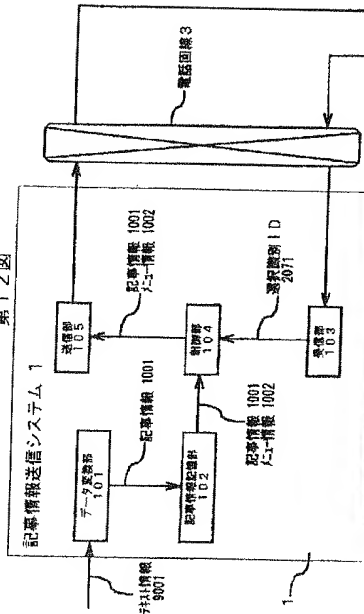 第12図
記事情報送信システム 1
テキスト情報
9001
データ変換部
101
記事情報 1001
記事情報記憶部
102
記事情報 1001
メニュー情報 1002
制御部
104
記事情報 1001
メニュー情報 1002
送信部
105
選択識別ID
2071
受信部
103
電話回線3
1